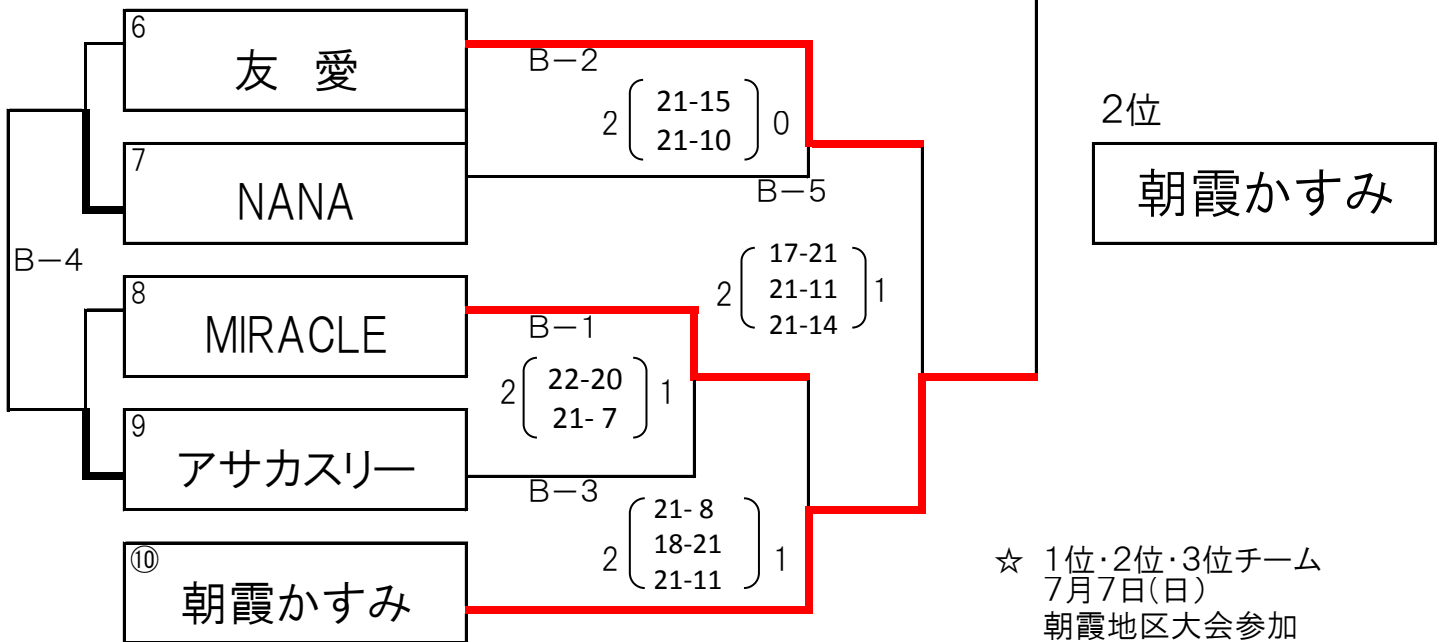 6
友 愛
B-2
2 21-15 0
21-10
7
NANA
B-5
B-4
17-21
2 21-11 1
21-14
8
MIRACLE
B-1
2 22-20 1
21- 7
9
アサカスリー
B-3
21- 8
2 18-21 1
21-11
⑩
朝霞かすみ
2位
朝霞かすみ
☆ 1位・2位・3位チーム
7月7日(日)
朝霞地区大会参加